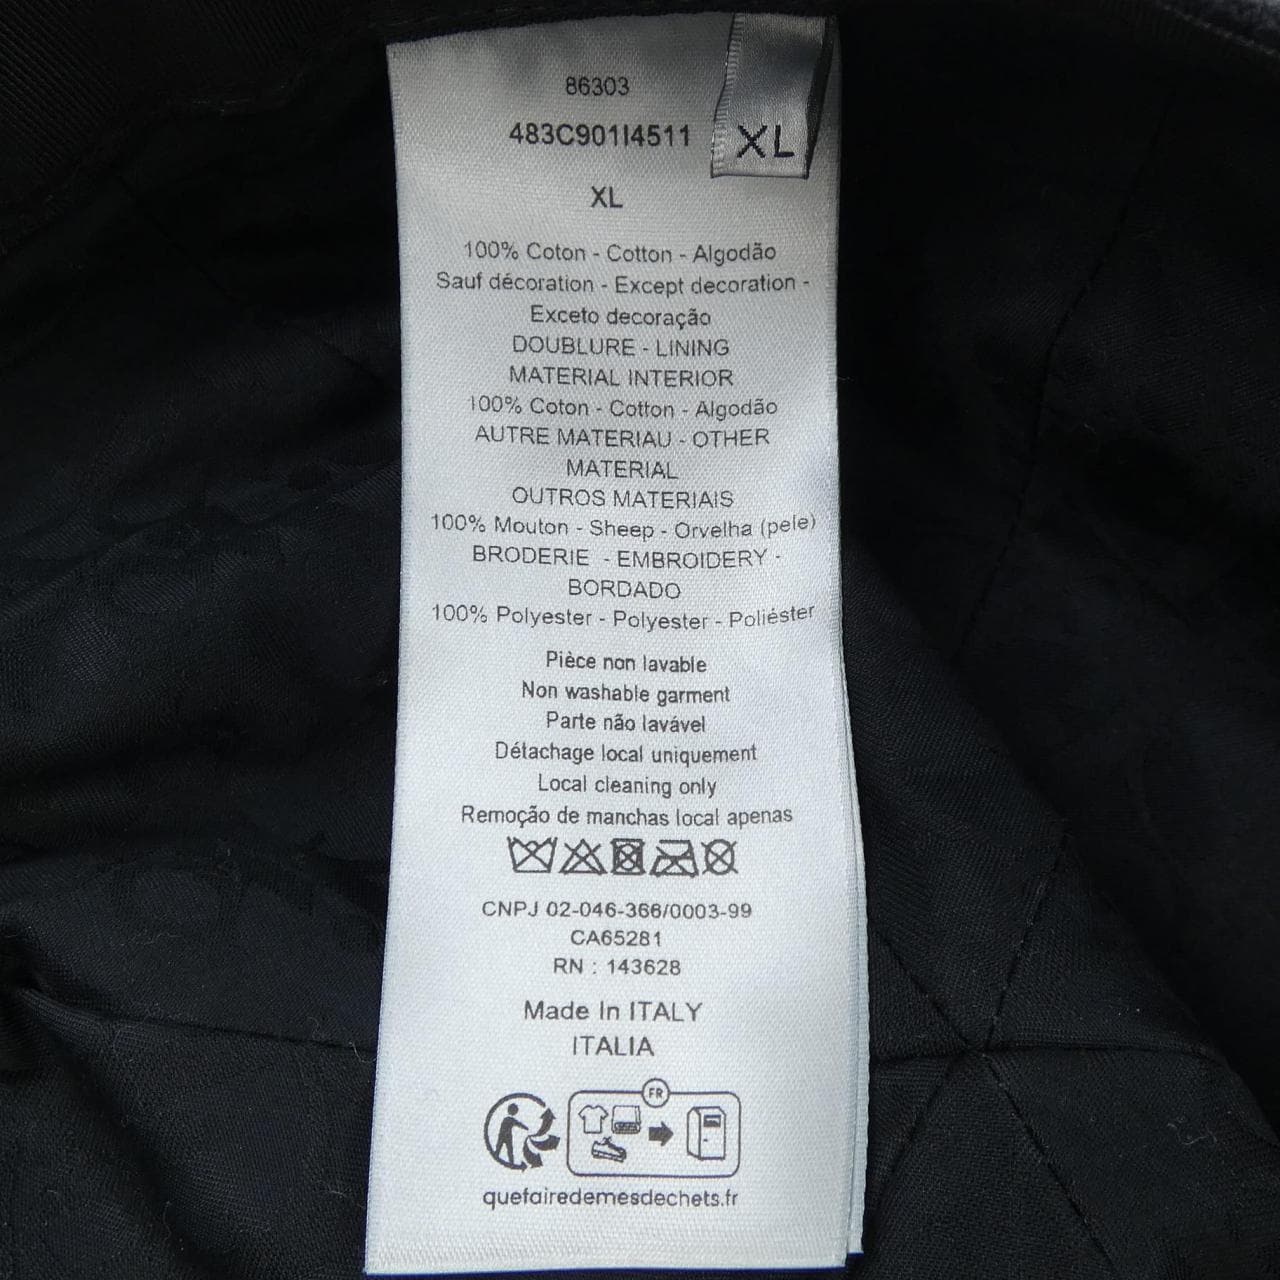 86303
483C901I4511
XL
XL
100% Coton - Cotton - Algodão
Sauf décoration - Except decoration -
Exceto decoração
DOUBLURE - LINING
MATERIAL INTERIOR
100% Coton - Cotton - Algodão
AUTRE MATERIAU - OTHER
MATERIAL
OUTROS MATERIAIS
100% Mouton - Sheep - Orvelha (pele)
BRODERIE - EMBROIDERY -
BORDADO
100% Polyester - Polyester - Poliéster
Pièce non lavable
Non washable garment
Parte não lavável
Détachage local uniquement
Local cleaning only
Remoção de manchas local apenas
CNPJ 02-046-366/0003-99
CA65281
RN : 143628
Made In ITALY
ITALIA
FR
quefairedemesdechets.fr